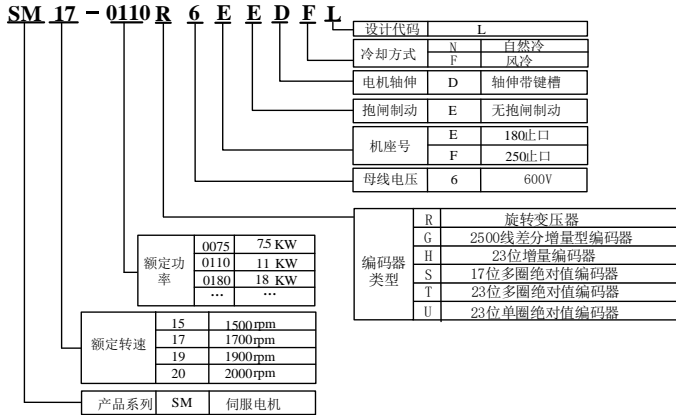 SM 17 - 0110 R 6 E E D F L
设计代码 L
冷却方式 N 自然冷
F 风冷
电机轴伸 D 轴伸带键槽
抱闸制动 E 无抱闸制动
机座号 E 180止口
F 250止口
母线电压 6 600V
编码器类型 R 旋转变压器
G 2500线差分增量型编码器
H 23位增量编码器
S 17位多圈绝对值编码器
T 23位多圈绝对值编码器
U 23位单圈绝对值编码器
额定功率 0075 75 KW
0110 11 KW
0180 18 KW
... ...
额定转速 15 1500rpm
17 1700rpm
19 1900rpm
20 2000rpm
产品系列 SM 伺服电机